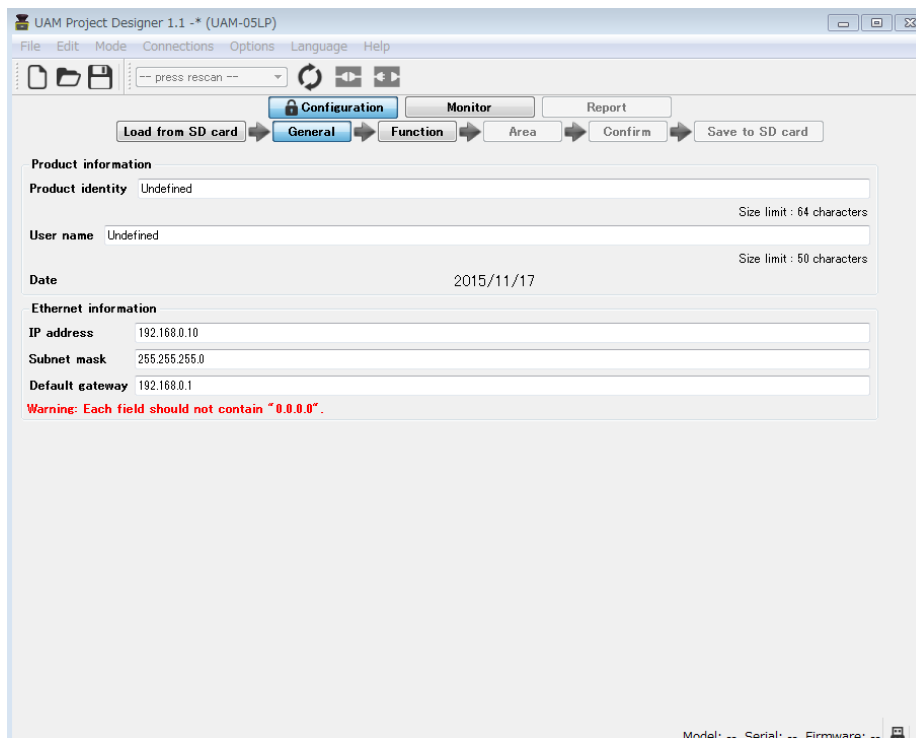 UAM Project Designer 1.1 -* (UAM-05LP)
File Edit Mode Connections Options Language Help
-- press rescan --
Configuration Monitor Report
Load from SD card General Function Area Confirm Save to SD card
Product information
Product identity Undefined
Size limit : 64 characters
User name Undefined
Size limit : 50 characters
Date 2015/11/17
Ethernet information
IP address 192.168.0.10
Subnet mask 255.255.255.0
Default gateway 192.168.0.1
Warning: Each field should not contain "0.0.0.0".
Model: -- Serial: -- Firmware: --